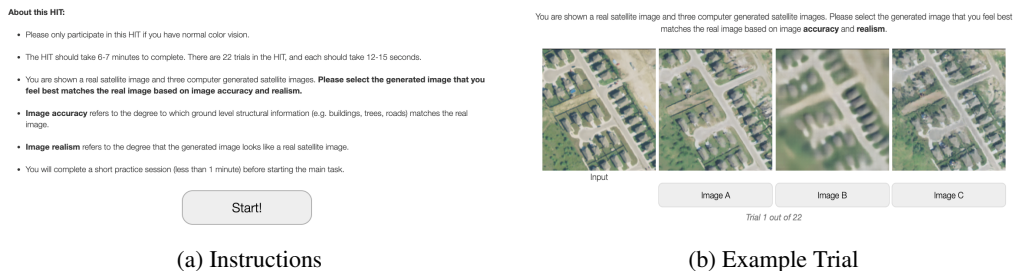 About this HIT:
• Please only participate in this HIT if you have normal color vision.
• The HIT should take 6-7 minutes to complete. There are 22 trials in the HIT, and each should take 12-15 seconds.
• You are shown a real satellite image and three computer generated satellite images. Please select the generated image that you
feel best matches the real image based on image accuracy and realism.
• Image accuracy refers to the degree to which ground level structural information (e.g. buildings, trees, roads) matches the real
image.
• Image realism refers to the degree that the generated image looks like a real satellite image.
• You will complete a short practice session (less than 1 minute) before starting the main task.
Start!
(a) Instructions
You are shown a real satellite image and three computer generated satellite images. Please select the generated image that you feel best
matches the real image based on image accuracy and realism.
Input
Image A
Image B
Image C
Trial 1 out of 22
(b) Example Trial